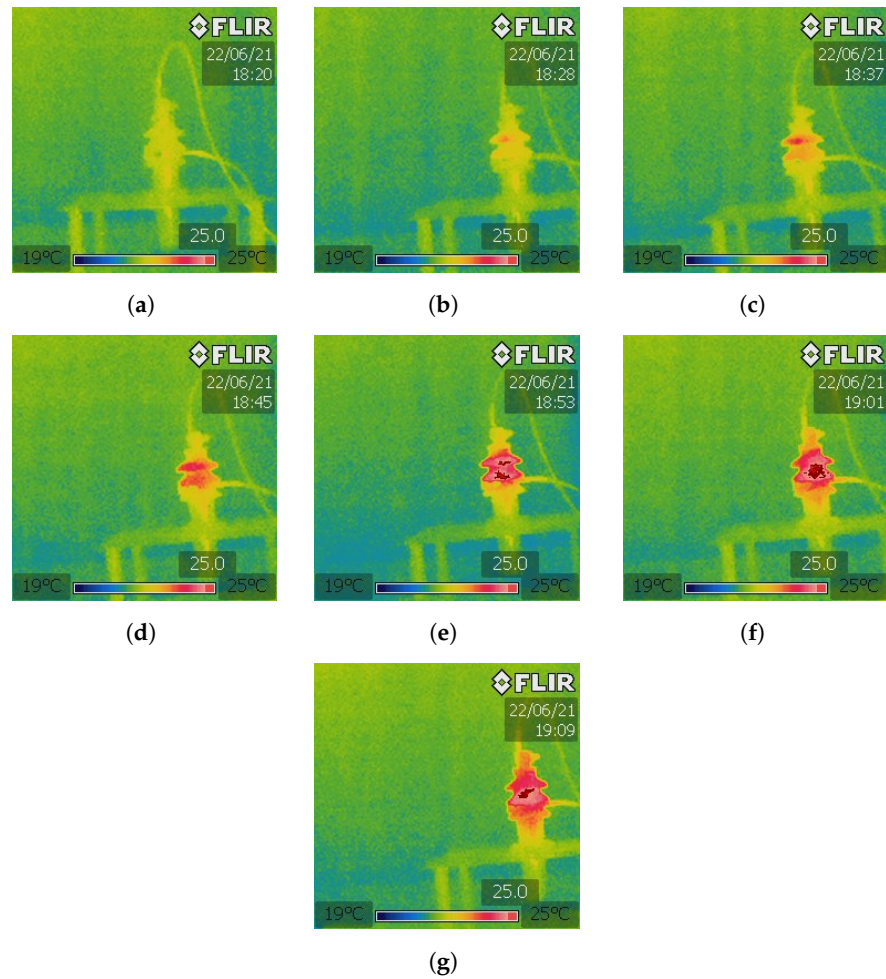 FLIR
22/06/21
18:20
25.0
19°C 25°C
(a)
FLIR
22/06/21
18:28
25.0
19°C 25°C
(b)
FLIR
22/06/21
18:37
25.0
19°C 25°C
(c)
FLIR
22/06/21
18:45
25.0
19°C 25°C
(d)
FLIR
22/06/21
18:53
25.0
19°C 25°C
(e)
FLIR
22/06/21
19:01
25.0
19°C 25°C
(f)
FLIR
22/06/21
19:09
25.0
19°C 25°C
(g)